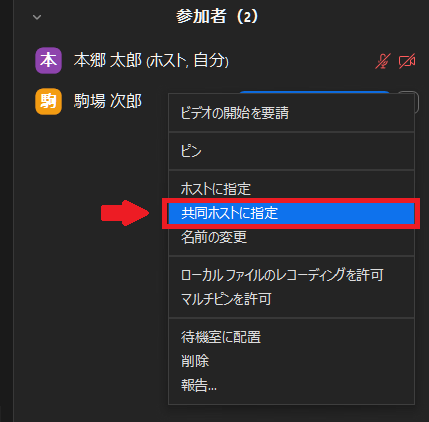 参加者 (2)
本 本郷 太郎 (ホスト, 自分)
駒 駒場 次郎
ビデオの開始を要請
ピン
ホストに指定
共同ホストに指定
名前の変更
ローカル ファイルのレコーディングを許可
マルチピンを許可
待機室に配置
削除
報告...